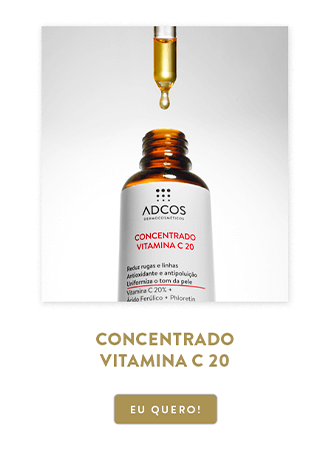 ADCOS
DERMOCOSMÉTICOS
CONCENTRADO
VITAMINA C 20
Reduz rugas e linhas
Antioxidante e antipoluição
Uniformiza o tom da pele
Vitamina C 20% +
Ácido Ferúlico + Phloretin
CONCENTRADO
VITAMINA C 20
EU QUERO!